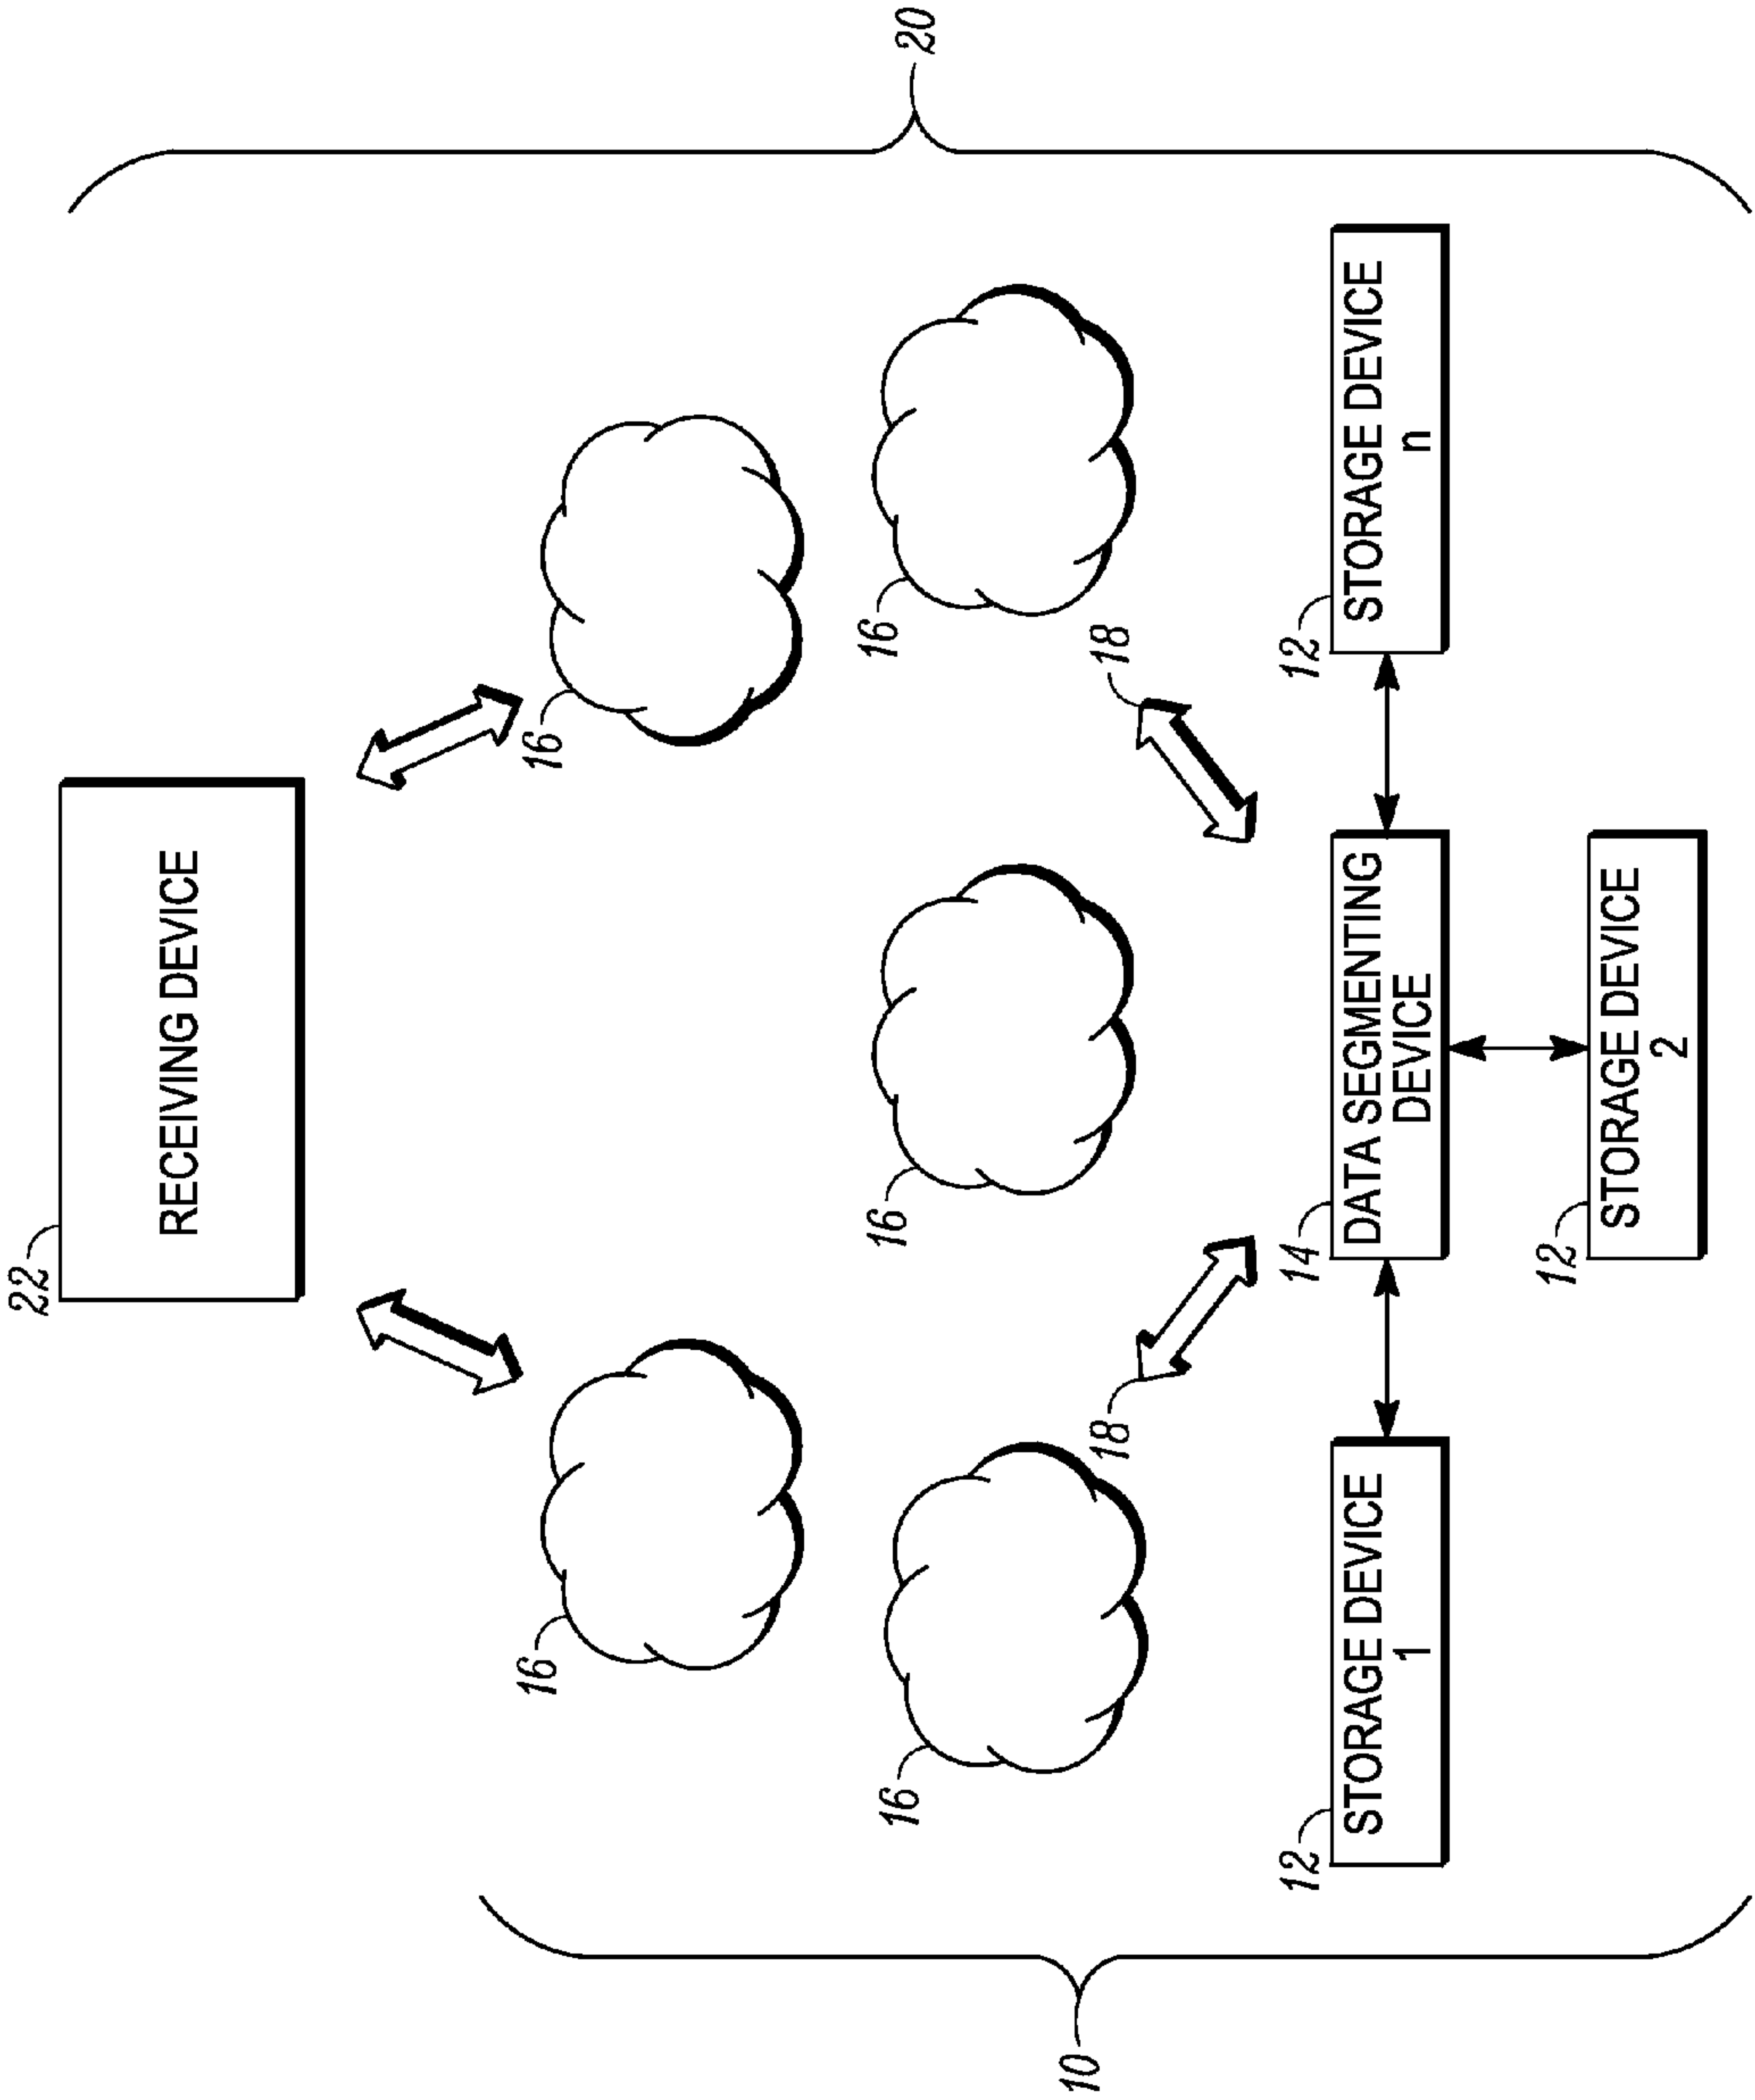 22
RECEIVING DEVICE
16
16
16
16
16
20
10
18
18
12
STORAGE DEVICE
1
14
DATA SEGMENTING
DEVICE
12
STORAGE DEVICE
n
12
STORAGE DEVICE
2